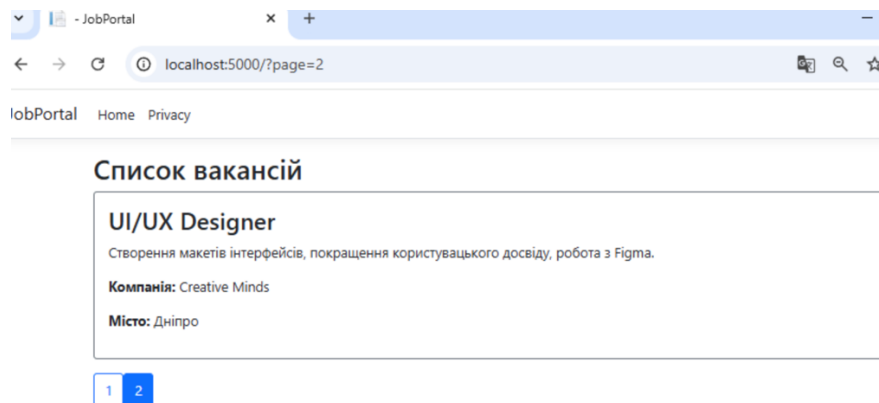 - JobPortal
localhost:5000/?page=2
JobPortal Home Privacy
Список вакансій
UI/UX Designer
Створення макетів інтерфейсів, покращення користувацького досвіду, робота з Figma.
Компанія: Creative Minds
Місто: Дніпро
1 2